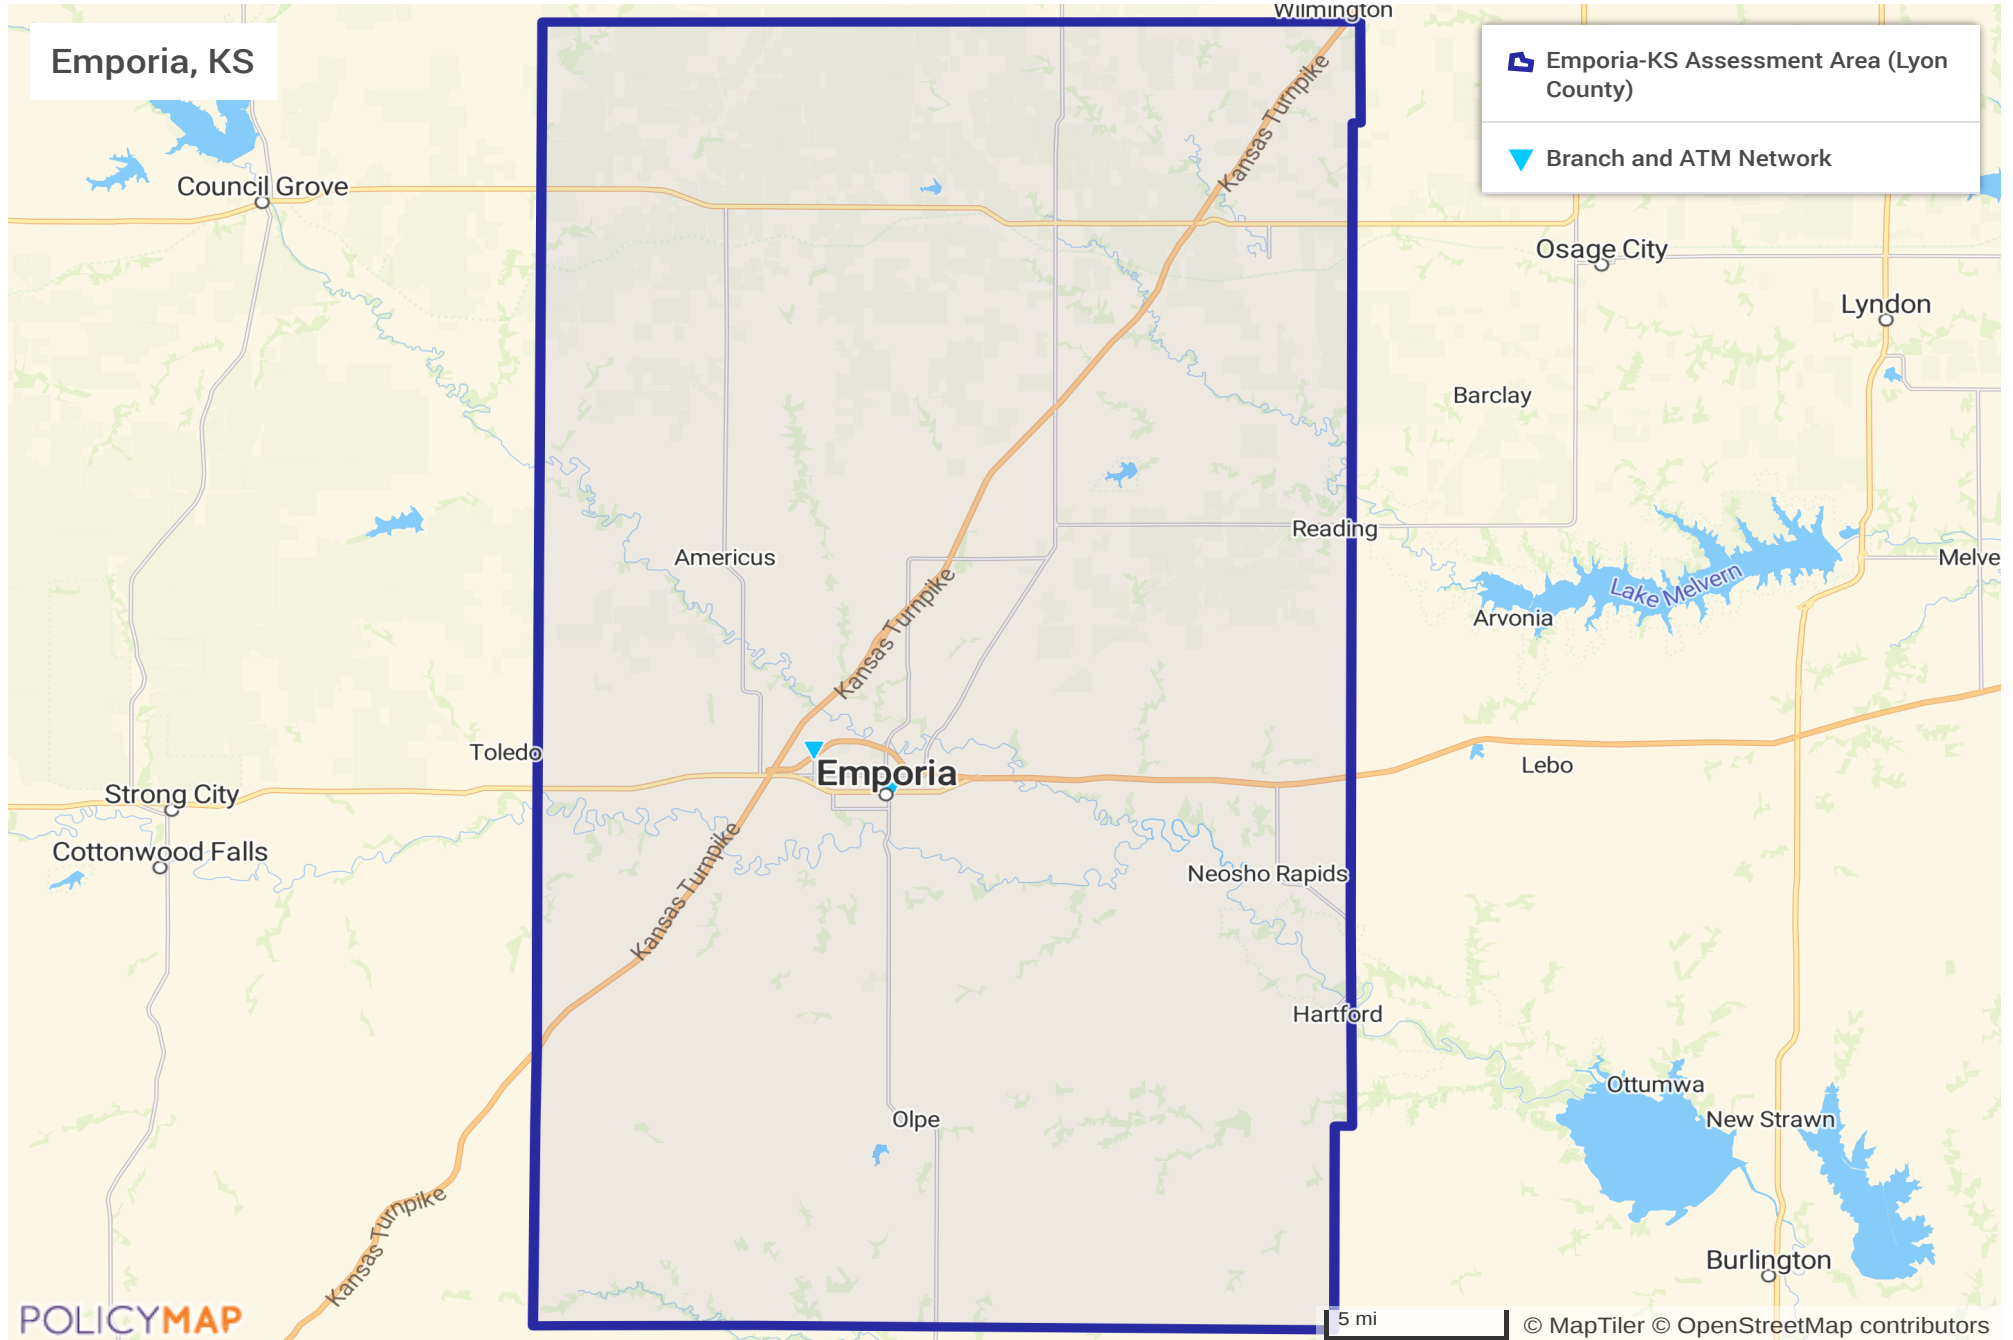 Wilmington
Emporia, KS
Emporia-KS Assessment Area (Lyon
County)
Branch and ATM Network
Kansas Turnpike
Council Grove
Osage City
Lyndon
Barclay
Reading
Americus
Melve
Lake Melvern
Arvonia
Kansas Turnpike
Toledo
Emporia
Lebo
Strong City
Cottonwood Falls
Kansas Turnpike
Neosho Rapids
Hartford
Ottumwa
Olpe
New Strawn
Kansas Turnpike
Burlington
POLICYMAP
5 mi
© MapTiler © OpenStreetMap contributors